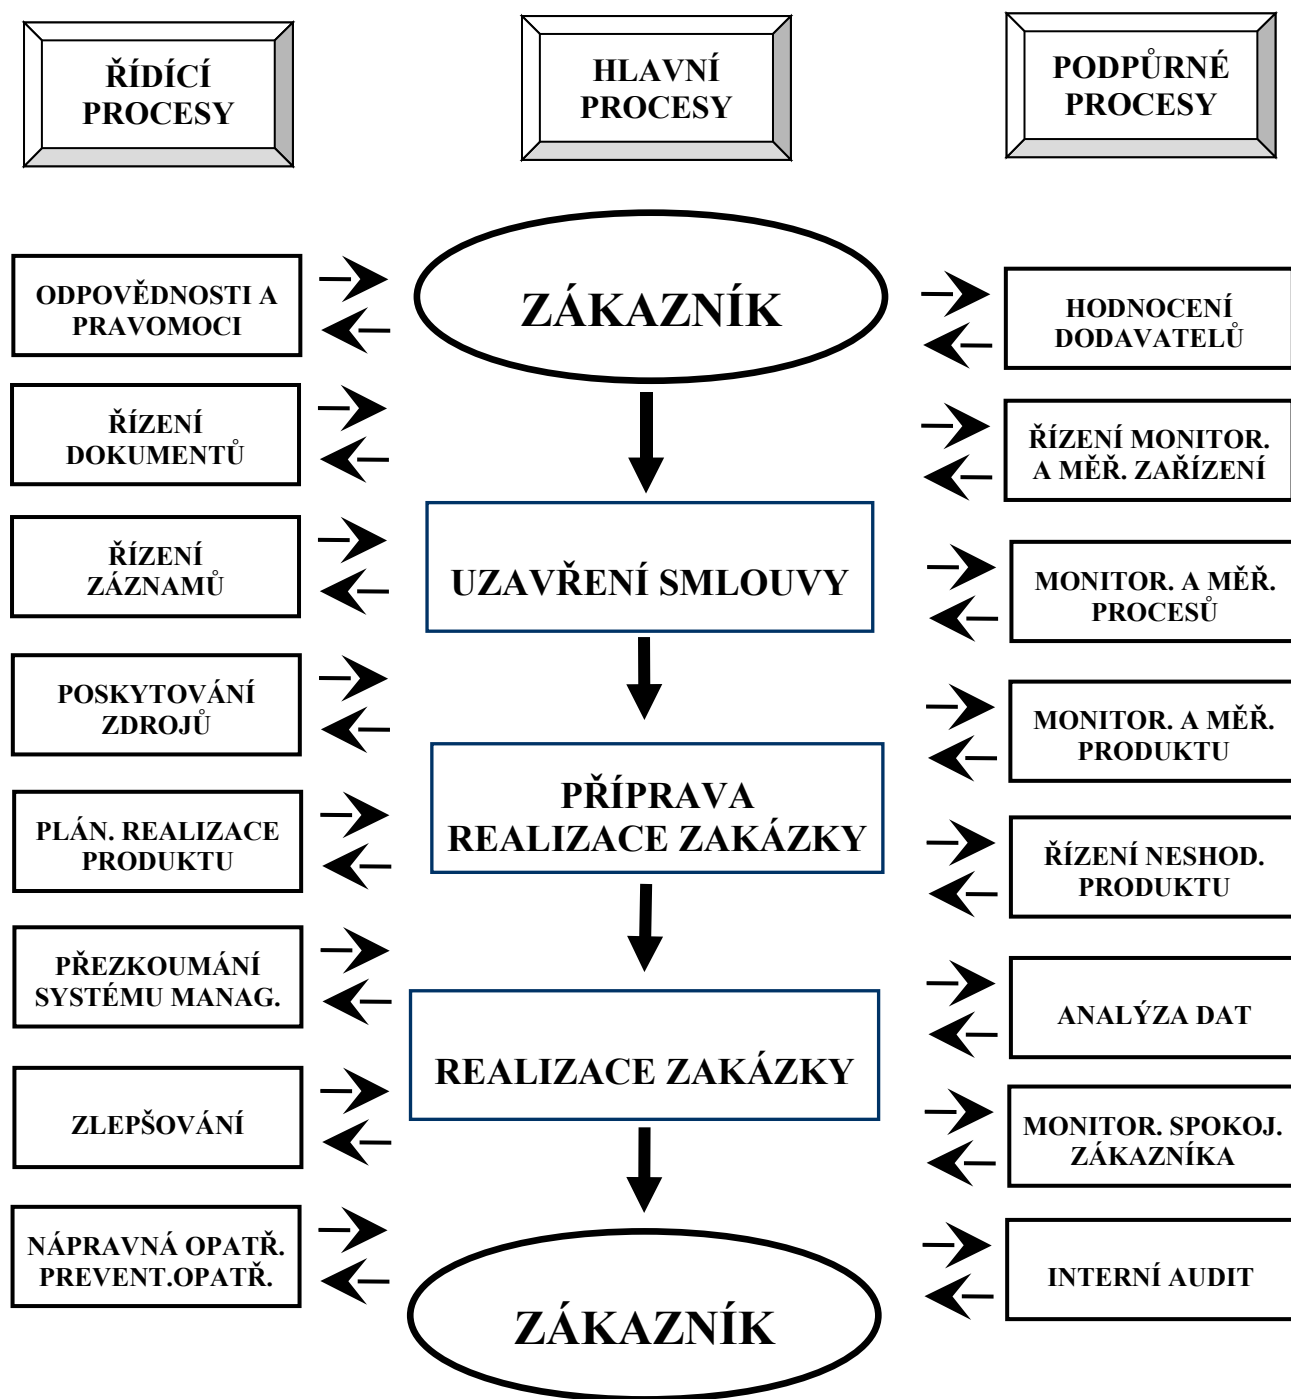 ŘÍDÍCÍ
PROCESY
HLAVNÍ
PROCESY
PODPŮRNÉ
PROCESY
ODPOVĚDNOSTI A
PRAVOMOCI
ŘÍZENÍ
DOKUMENTŮ
ŘÍZENÍ
ZÁZNAMŮ
POSKYTOVÁNÍ
ZDROJŮ
PLÁN. REALIZACE
PRODUKTU
PŘEZKOUMÁNÍ
SYSTÉMU MANAG.
ZLEPŠOVÁNÍ
NÁPRAVNÁ OPATŘ.
PREVENT.OPATŘ.
ZÁKAZNÍK
UZAVŘENÍ SMLOUVY
PŘÍPRAVA
REALIZACE ZAKÁZKY
REALIZACE ZAKÁZKY
ZÁKAZNÍK
HODNOCENÍ
DODAVATELŮ
ŘÍZENÍ MONITOR.
A MĚŘ. ZAŘÍZENÍ
MONITOR. A MĚŘ.
PROCESŮ
MONITOR. A MĚŘ.
PRODUKTU
ŘÍZENÍ NESHOD.
PRODUKTU
ANALÝZA DAT
MONITOR. SPOKOJ.
ZÁKAZNÍKA
INTERNÍ AUDIT